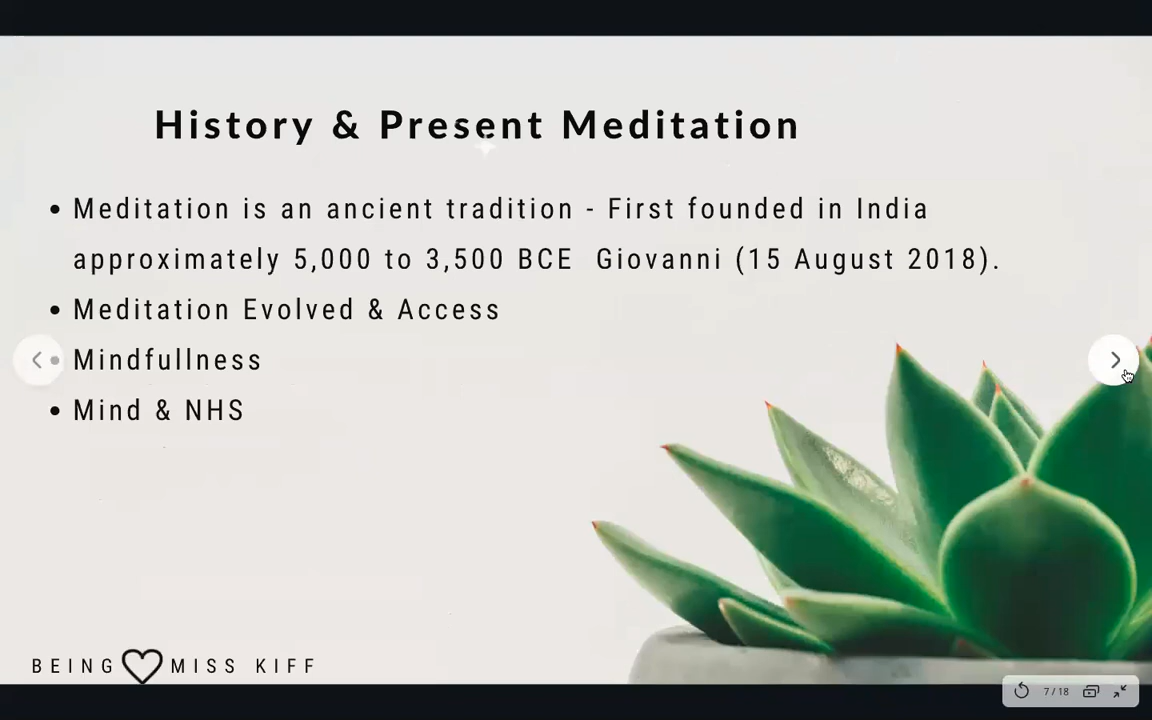 History & Present Meditation
Meditation is an ancient tradition - First founded in India
approximately 5,000 to 3,500 BCE Giovanni (15 August 2018).
Meditation Evolved & Access
Mindfullness
Mind & NHS
BEING MISS KIFF
7/18